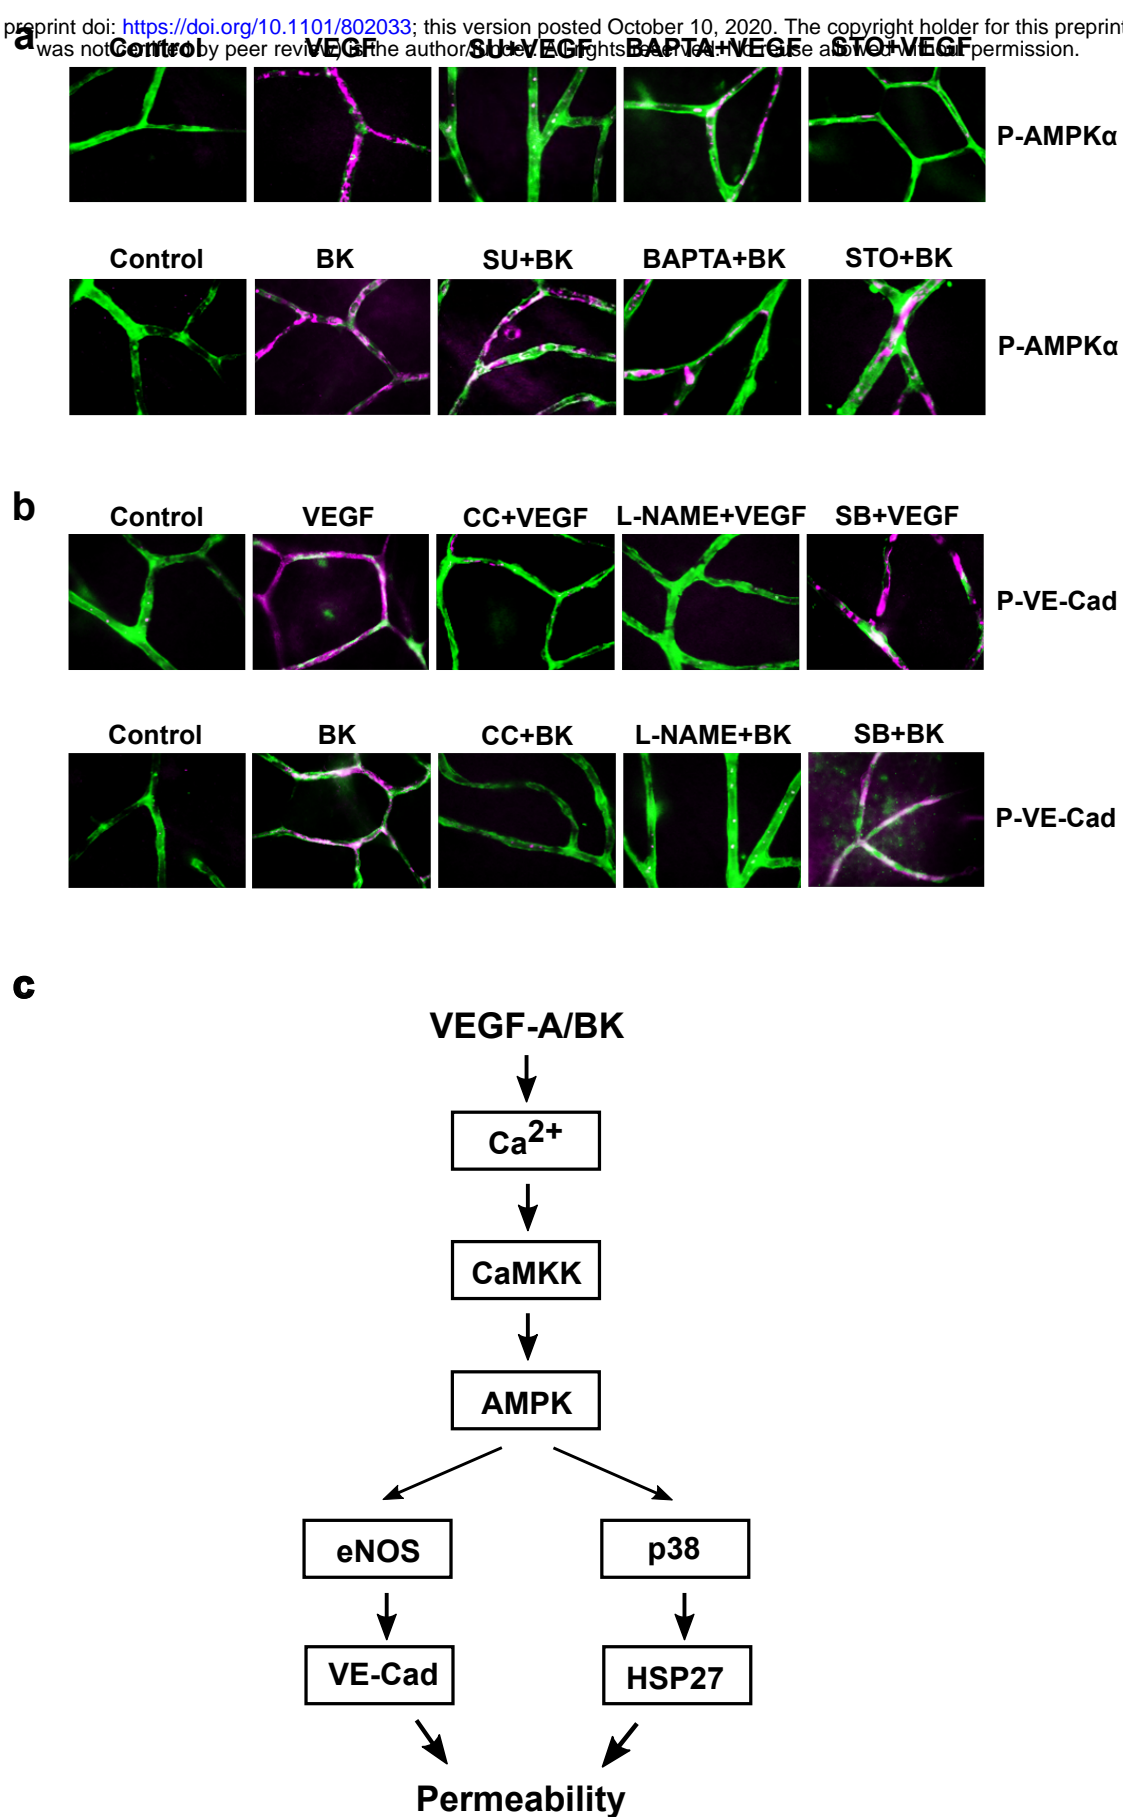 preprint doi: https://doi.org/10.1101/802033; this version posted October 10, 2020. The copyright holder for this preprint
was not certified by peer review) is the author/funder. All rights reserved. No reuse allowed without permission.
a
Control VEGF SU+VEGF BAPTA+VEGF STO+VEGF
P-AMPKα
Control BK SU+BK BAPTA+BK STO+BK
P-AMPKα
b
Control VEGF CC+VEGF L-NAME+VEGF SB+VEGF
P-VE-Cad
Control BK CC+BK L-NAME+BK SB+BK
P-VE-Cad
c
VEGF-A/BK
Ca2+
CaMKK
AMPK
eNOS p38
VE-Cad HSP27
Permeability